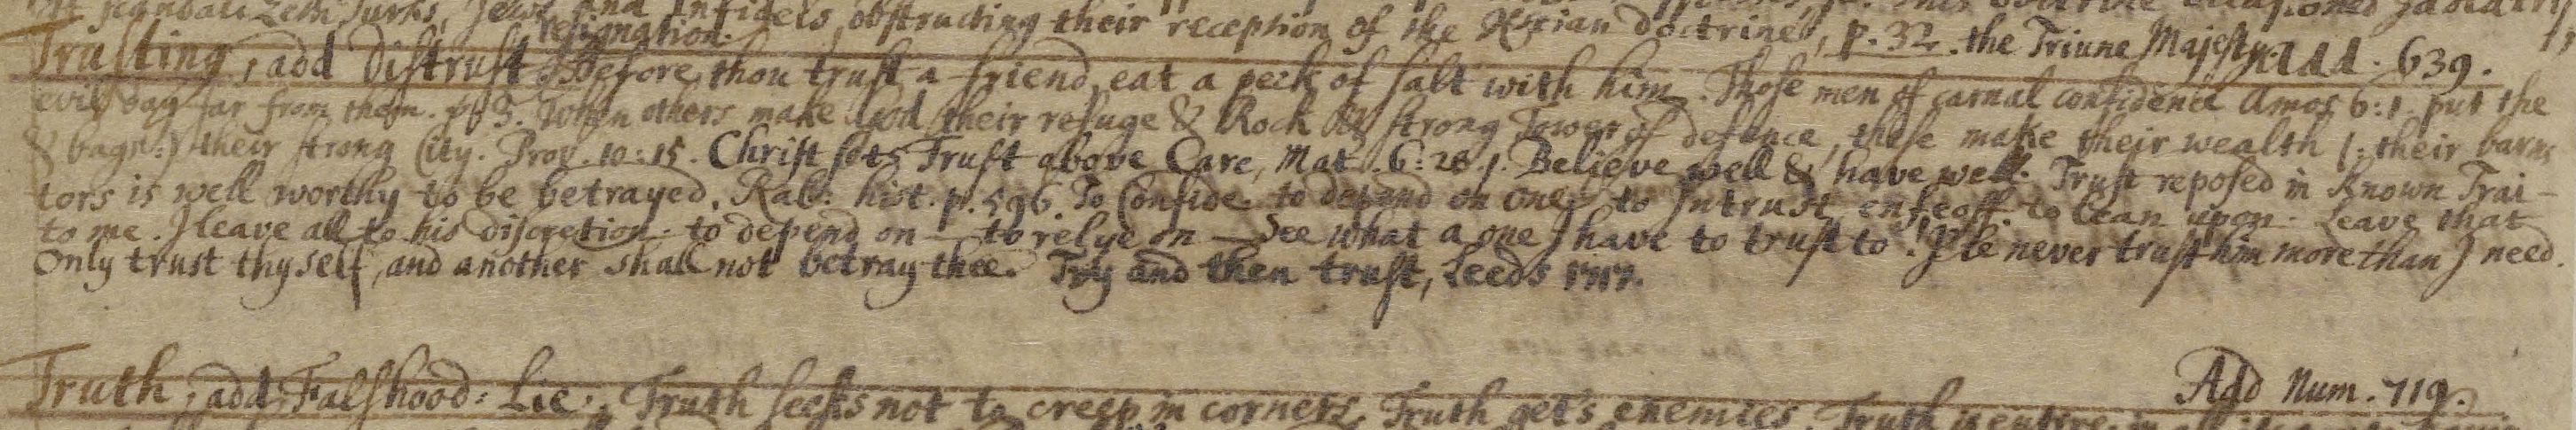 scandalizeth Turks, Jews and Infidels, obstructing their reception of the Xtian doctrine, p. 32. the Triune Majesty
resignation.
Trusting, add Distrust Before thou trust a friend, eat a peck of salt with him. Those men of carnal confidence Amos 6:1. put the
Add. 639.
evil day far from them. p 3. When others make God their refuge & Rock & strong Tower of defence, these make their wealth (: their barns
& bags:) their strong City. Prov. 10:15. Christ sets Trust above Care, Mat. 6:28. Believe well & have well. Trust reposed in known Trai-
tors is well worthy to be betrayed. Ral: hist. p. 596. To Confide. to depend on one. to Intrust. enfeoff. to lean upon. Leave that
to me. I leave all to his discretion. to depend on — to relye on — See what a one I have to trust to! I le never trust him more than I need.
Only trust thyself, and another shall not betray thee. Try and then trust, Leeds 1717.
Add Num. 719.
Truth, add Falshood: Lie. Truth seeks not to creep in corners. Truth get's enemies. Truth is entire